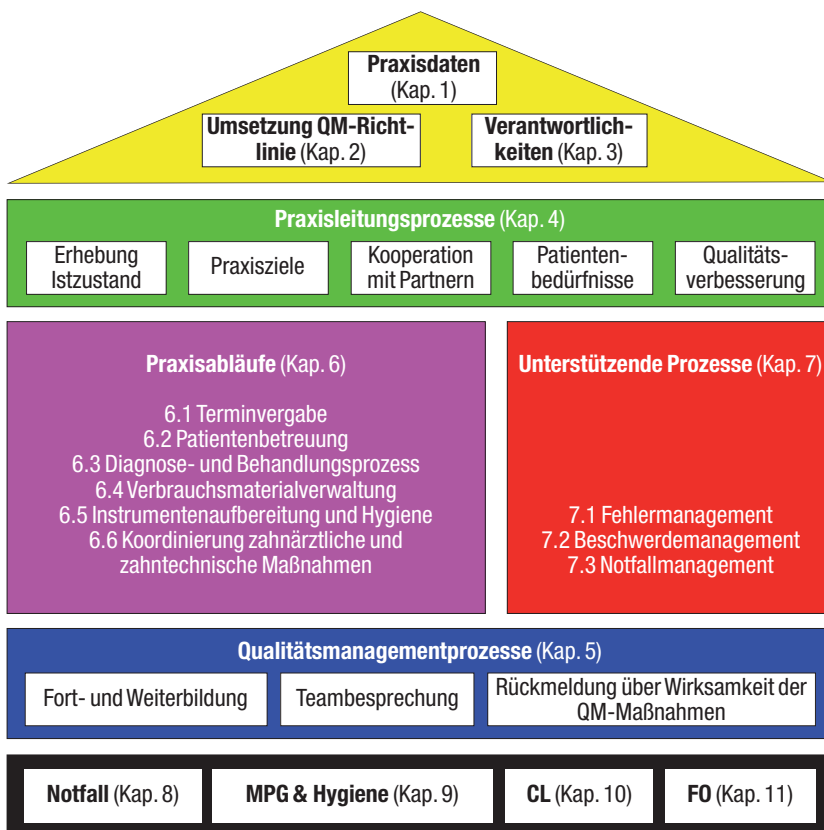 Praxisdaten
(Kap. 1)
Umsetzung QM-Richt-
linie (Kap. 2)
Verantwortlich-
keiten (Kap. 3)
Praxisleitungsprozesse (Kap. 4)
Erhebung
Istzustand
Praxisziele
Kooperation
mit Partnern
Patienten-
bedürfnisse
Qualitäts-
verbesserung
Praxisabläufe (Kap. 6)
6.1 Terminvergabe
6.2 Patientenbetreuung
6.3 Diagnose- und Behandlungsprozess
6.4 Verbrauchsmaterialverwaltung
6.5 Instrumentenaufbereitung und Hygiene
6.6 Koordinierung zahnärztliche und
zahntechnische Maßnahmen
Unterstützende Prozesse (Kap. 7)
7.1 Fehlermanagement
7.2 Beschwerdemanagement
7.3 Notfallmanagement
Qualitätsmanagementprozesse (Kap. 5)
Fort- und Weiterbildung
Teambesprechung
Rückmeldung über Wirksamkeit der
QM-Maßnahmen
Notfall (Kap. 8)
MPG & Hygiene (Kap. 9)
CL (Kap. 10)
FO (Kap. 11)